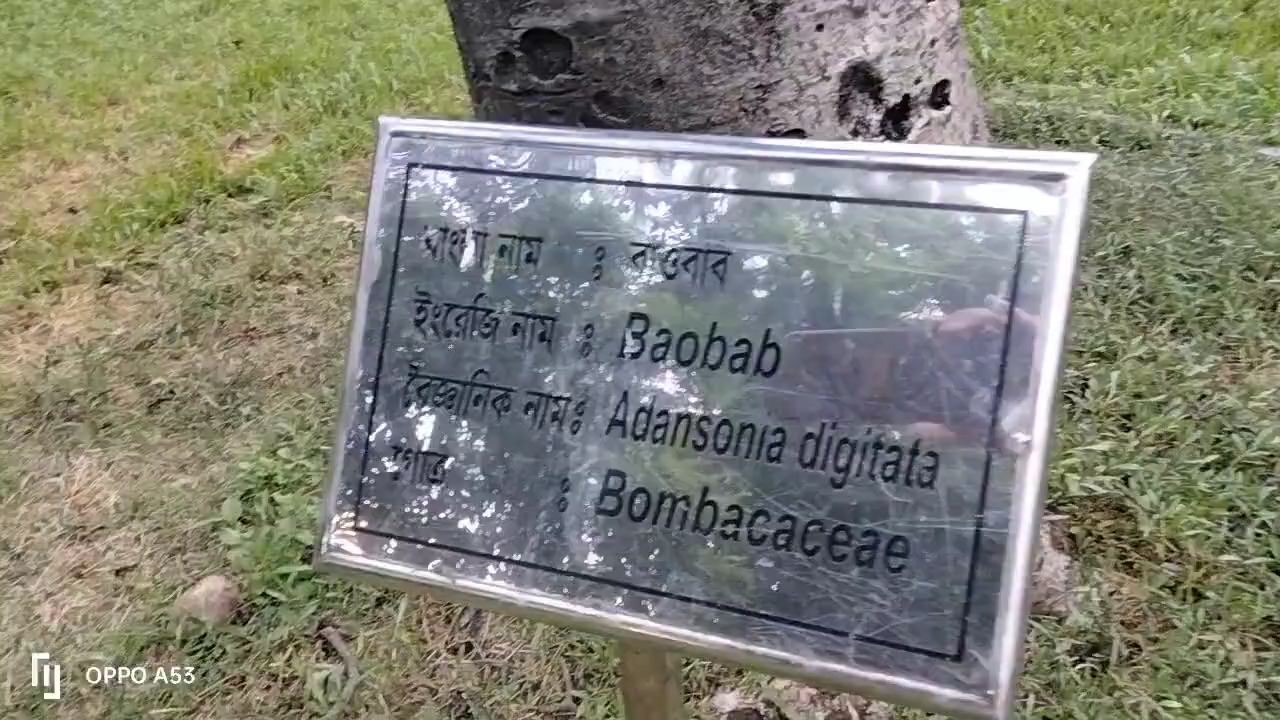 বাংলা নাম : বাওবাব
ইংরেজি নাম : Baobab
বৈজ্ঞানিক নাম : Adansonia digitata
গোত্র : Bombacaceae
OPPO A53